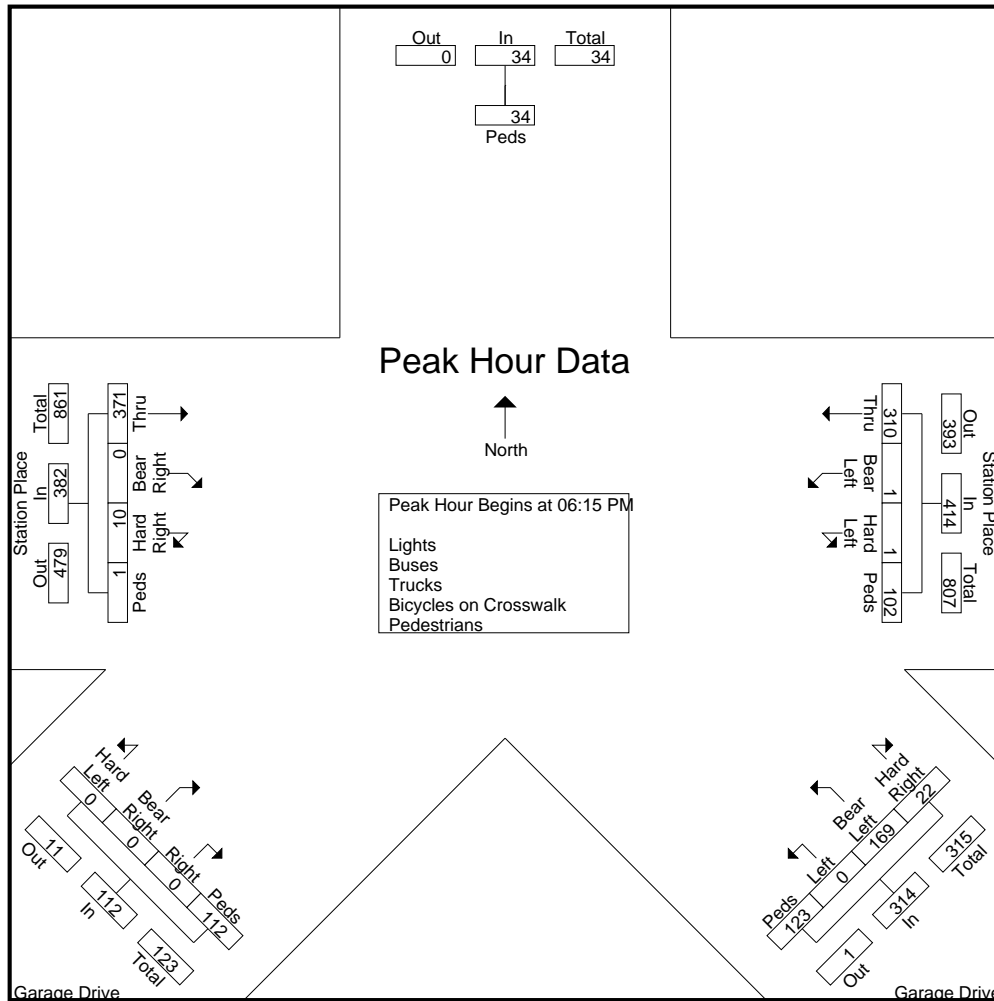 Out In Total
0 34 34
34
Peds
Peak Hour Data
North
Peak Hour Begins at 06:15 PM
Lights
Buses
Trucks
Bicycles on Crosswalk
Pedestrians
Station Place
Out In Total
479 382 861
Peds Hard Right Bear Right Thru
1 10 0 371
Station Place
Out In Total
393 414 807
Thru Bear Left Hard Left Peds
310 1 1 102
Hard Left Bear Right Right Peds
0 0 0 112
Out In Total
11 112 123
Garage Drive
Peds Left Bear Left Hard Right
123 0 169 22
Out In Total
1 314 315
Garage Drive